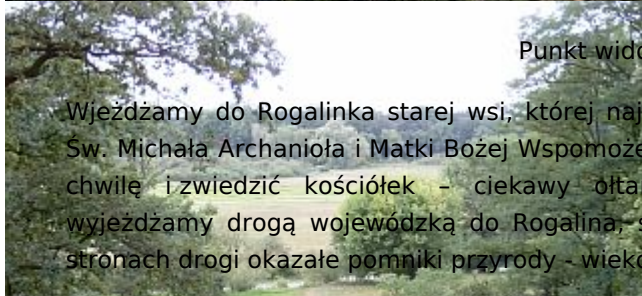 Punkt wido
Wjeżdżamy do Rogalinka starej wsi, której naj
Św. Michała Archanioła i Matki Bożej Wspomoże
chwilę i zwiedzić kościółek – ciekawy ołta
wyjeżdżamy drogą wojewódzką do Rogalina, s
stronach drogi okazałe pomniki przyrody - wieko